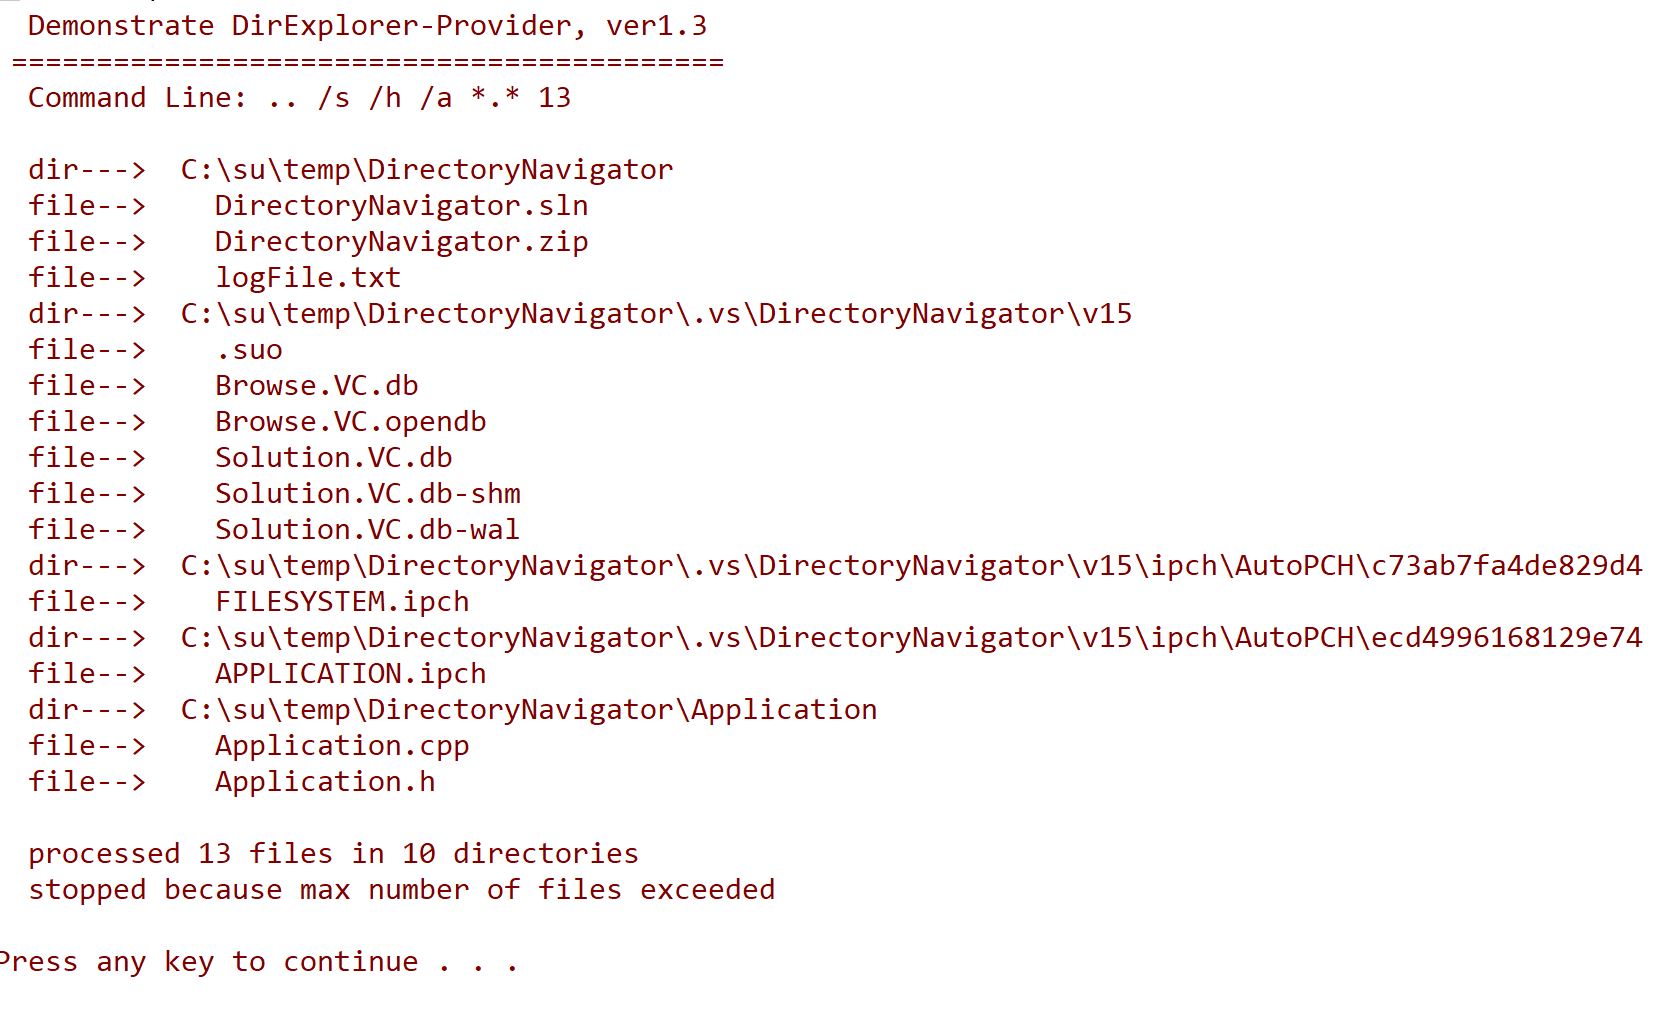 Demonstrate DirExplorer-Provider, ver1.3
==========================================
Command Line: .. /s /h /a *.* 13
dir---> C:\su\temp\DirectoryNavigator
file--> DirectoryNavigator.sln
file--> DirectoryNavigator.zip
file--> logFile.txt
dir---> C:\su\temp\DirectoryNavigator\.vs\DirectoryNavigator\v15
file--> .suo
file--> Browse.VC.db
file--> Browse.VC.opendb
file--> Solution.VC.db
file--> Solution.VC.db-shm
file--> Solution.VC.db-wal
dir---> C:\su\temp\DirectoryNavigator\.vs\DirectoryNavigator\v15\ipch\AutoPCH\c73ab7fa4de829d4
file--> FILESYSTEM.ipch
dir---> C:\su\temp\DirectoryNavigator\.vs\DirectoryNavigator\v15\ipch\AutoPCH\ecd4996168129e74
file--> APPLICATION.ipch
dir---> C:\su\temp\DirectoryNavigator\Application
file--> Application.cpp
file--> Application.h
processed 13 files in 10 directories
stopped because max number of files exceeded
Press any key to continue . . .